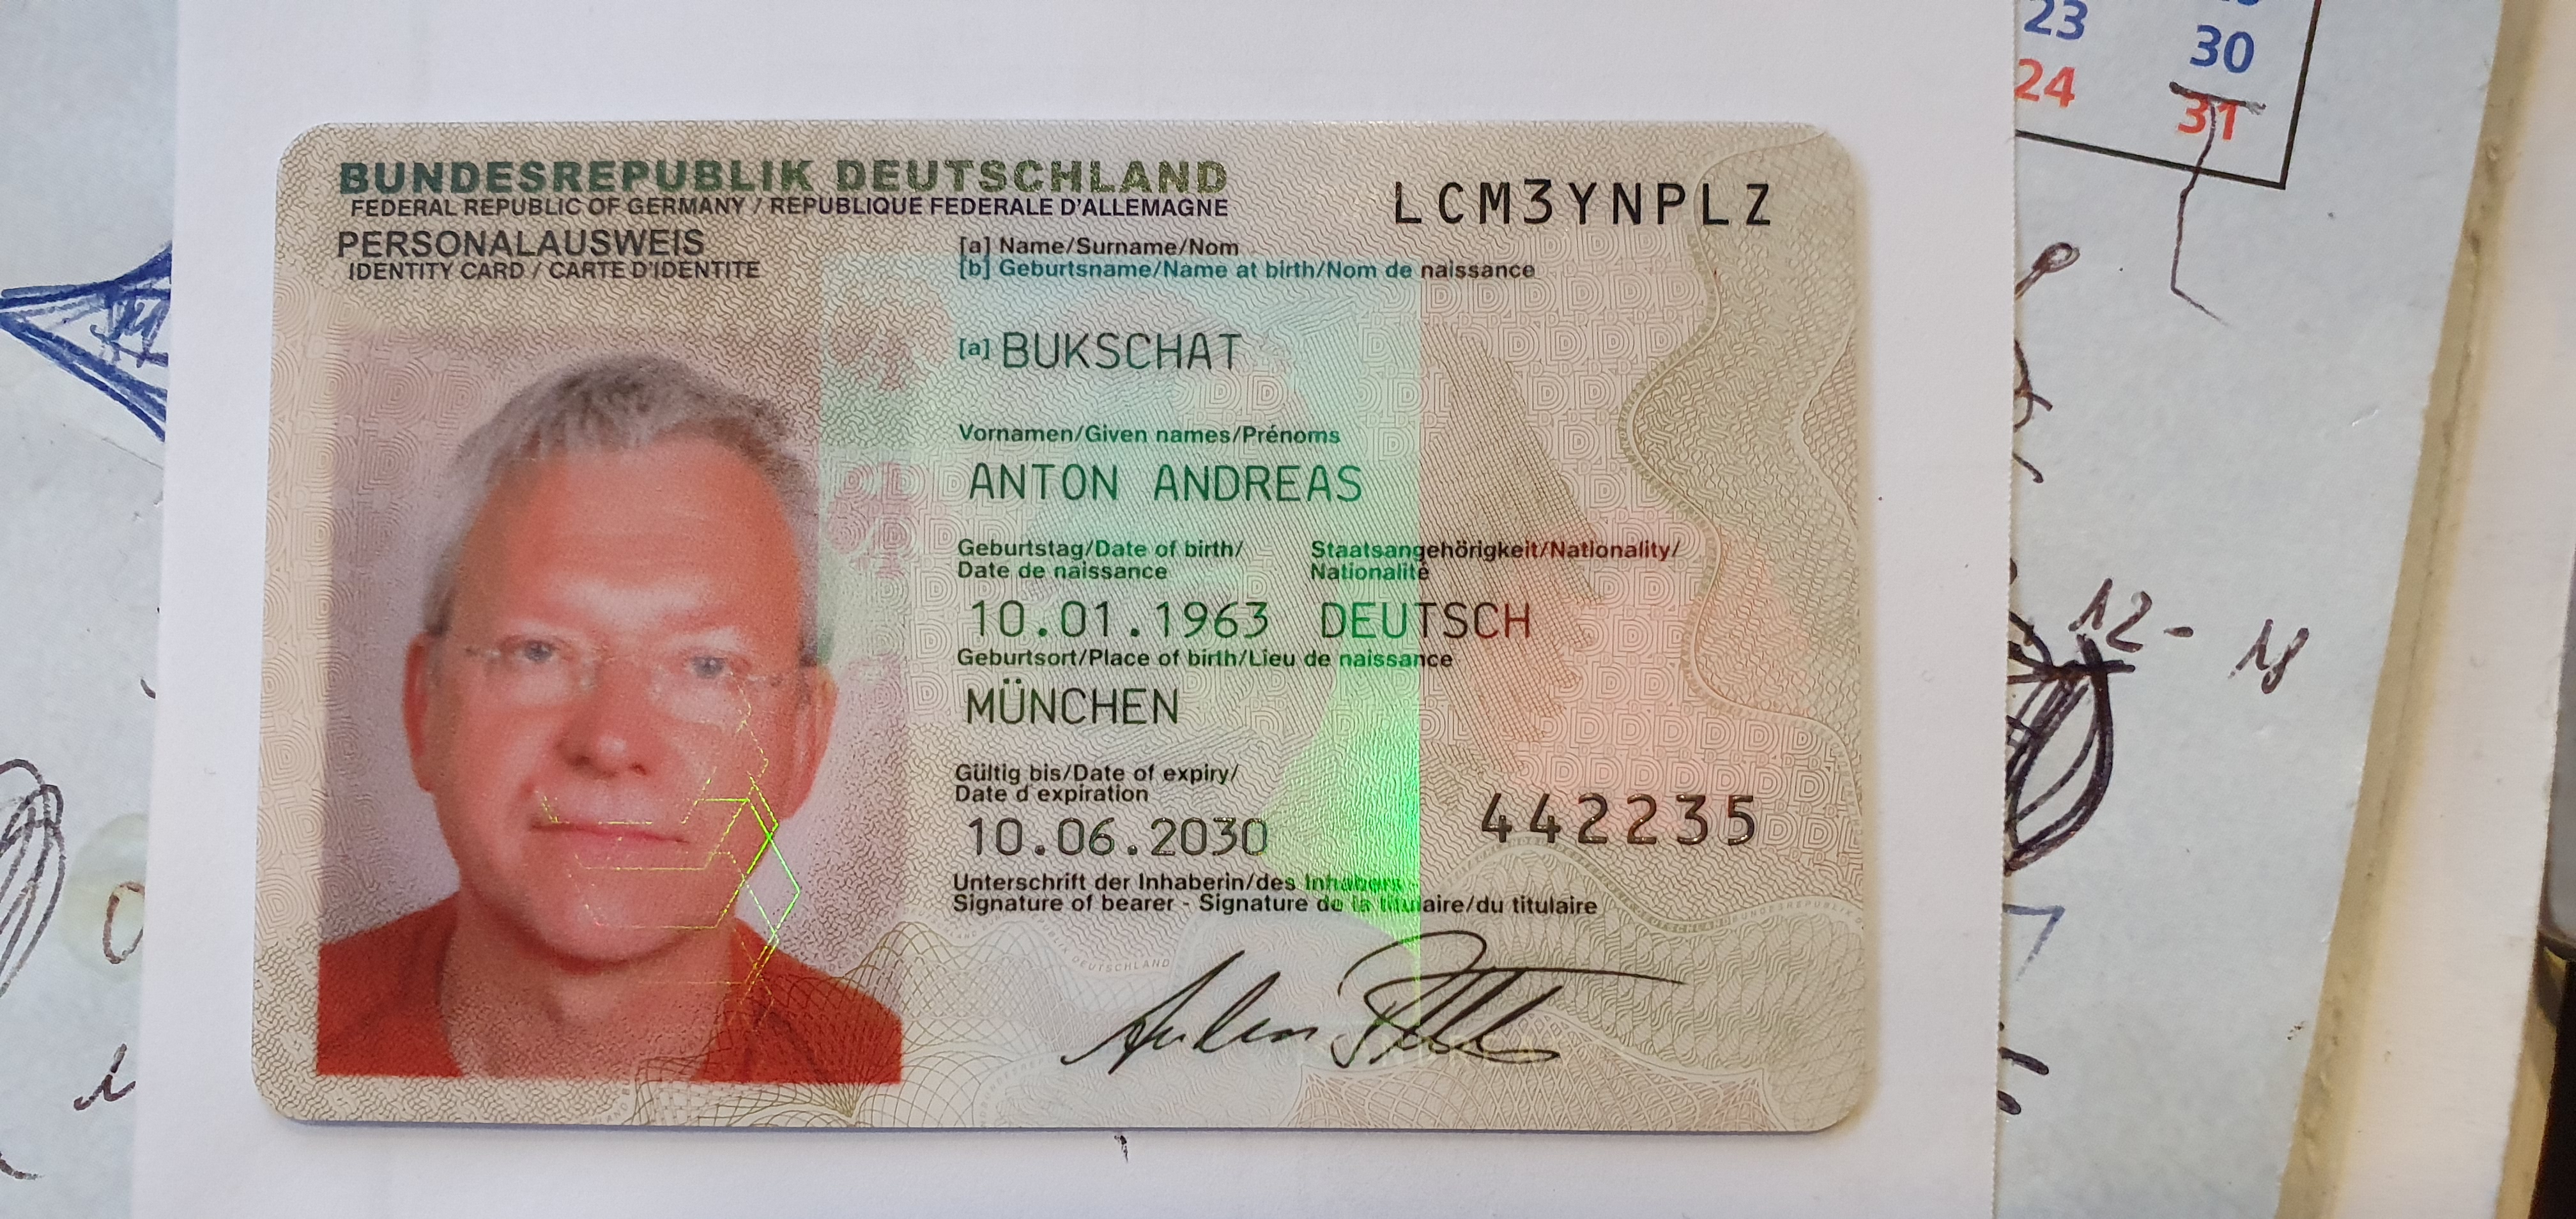 BUNDESREPUBLIK DEUTSCHLAND
FEDERAL REPUBLIC OF GERMANY / REPUBLIQUE FEDERALE D'ALLEMAGNE
PERSONALAUSWEIS
IDENTITY CARD / CARTE D'IDENTITE
LCM3YNPLZ
[a] Name/Surname/Nom
[b] Geburtsname/Name at birth/Nom de naissance
[a] BUKSCHAT
Vornamen/Given names/Prénoms
ANTON ANDREAS
Geburtstag/Date of birth/
Date de naissance
Staatsangehörigkeit/Nationality/
Nationalité
10.01.1963 DEUTSCH
Geburtsort/Place of birth/Lieu de naissance
MÜNCHEN
Gültig bis/Date of expiry/
Date d'expiration
10.06.2030
442235
Unterschrift der Inhaberin/des Inhabers
Signature of bearer - Signature de la titulaire/du titulaire
23 30
24 31
12 -